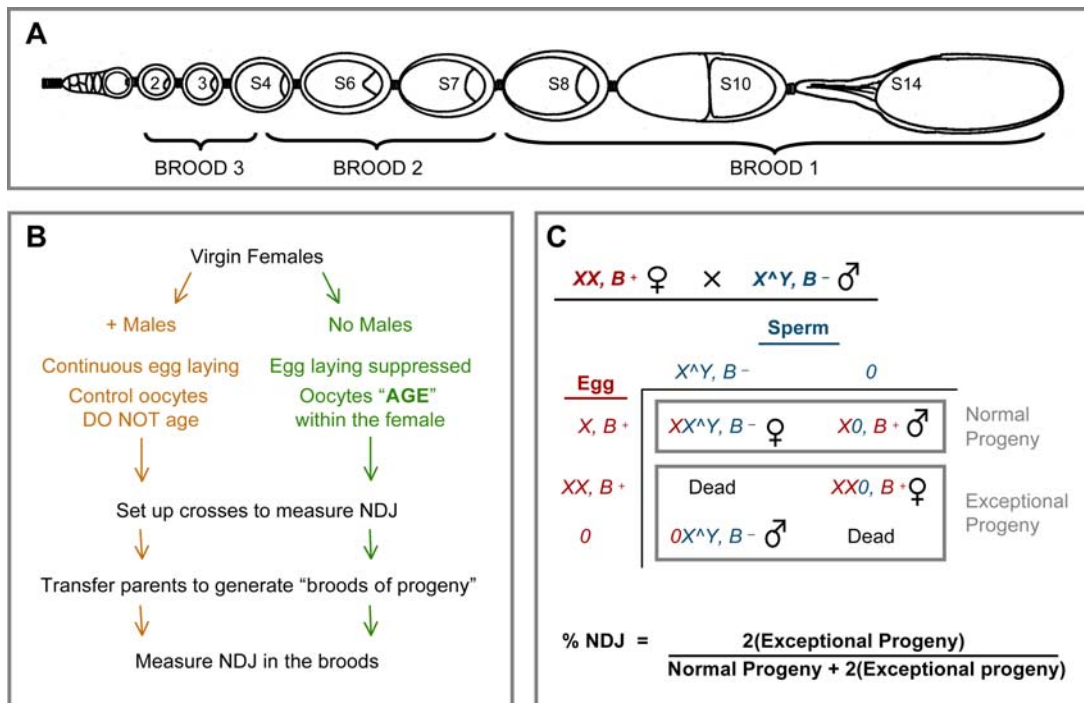 A
2 3 S4 S6 S7 S8 S10 S14
BROOD 3 BROOD 2 BROOD 1
B
Virgin Females
+ Males No Males
Continuous egg laying Egg laying suppressed
Control oocytes Oocytes “AGE”
DO NOT age within the female
Set up crosses to measure NDJ
Transfer parents to generate “broods of progeny”
Measure NDJ in the broods
C
XX, B + ♀ × X^Y, B − ♂
Sperm
X^Y, B − 0
Egg
X, B + XX^Y, B − ♀ X0, B + ♂ Normal
Progeny
XX, B + Dead XX0, B + ♀ Exceptional
Progeny
0 0X^Y, B − ♂ Dead
% NDJ = 2(Exceptional Progeny)
Normal Progeny + 2(Exceptional progeny)